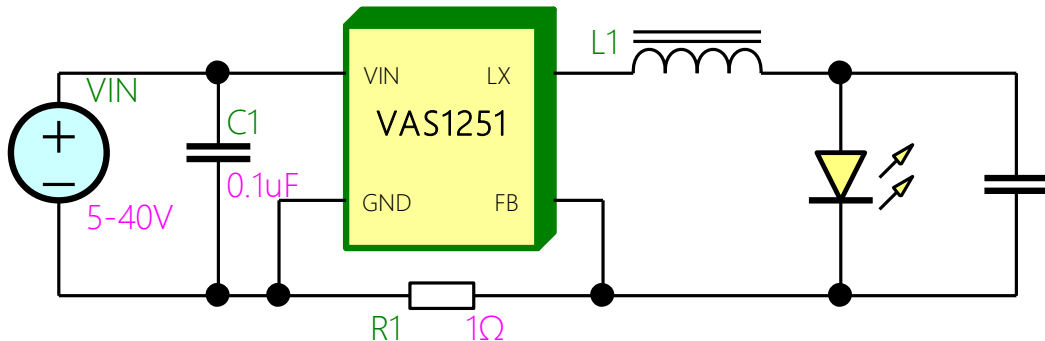 L1
VIN
VIN
LX
C1
VAS1251
0.1uF
GND
FB
5-40V
R1
1Ω